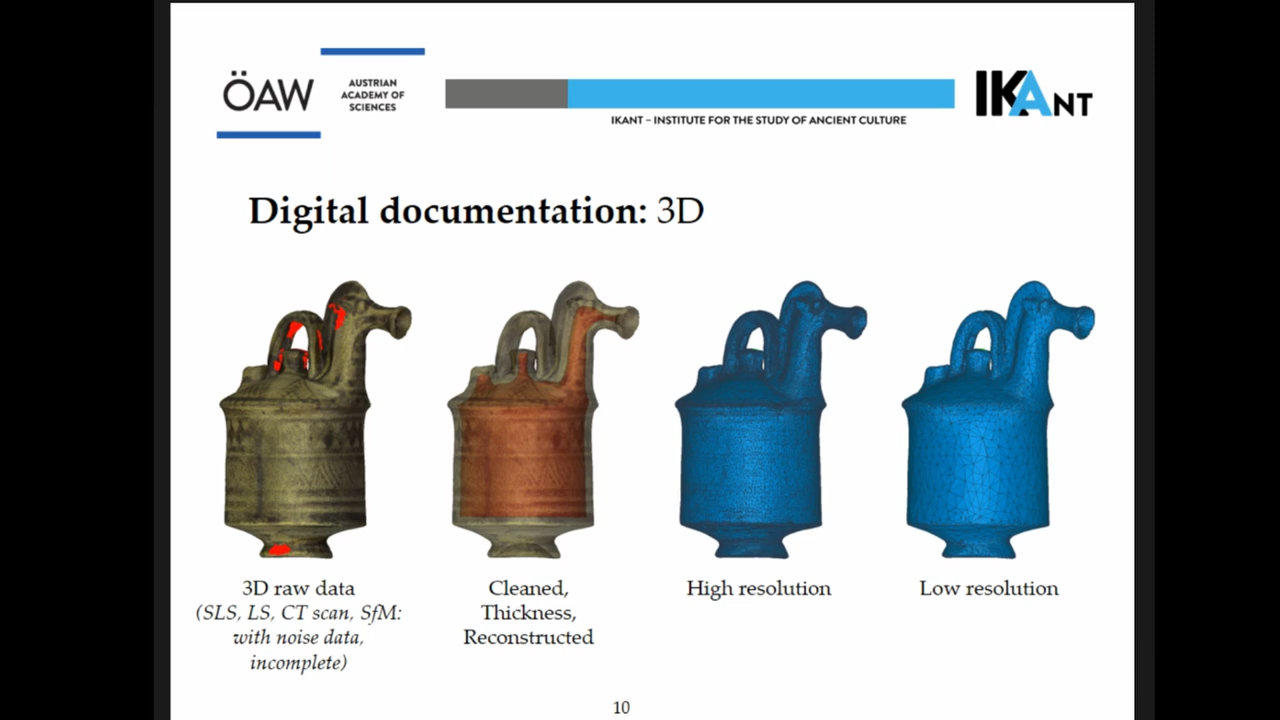 ÖAW
AUSTRIAN
ACADEMY OF
SCIENCES
IKANT – INSTITUTE FOR THE STUDY OF ANCIENT CULTURE
IKANT
Digital documentation: 3D
3D raw data
(SLS, LS, CT scan, SfM:
with noise data,
incomplete)
Cleaned,
Thickness,
Reconstructed
High resolution
Low resolution
10